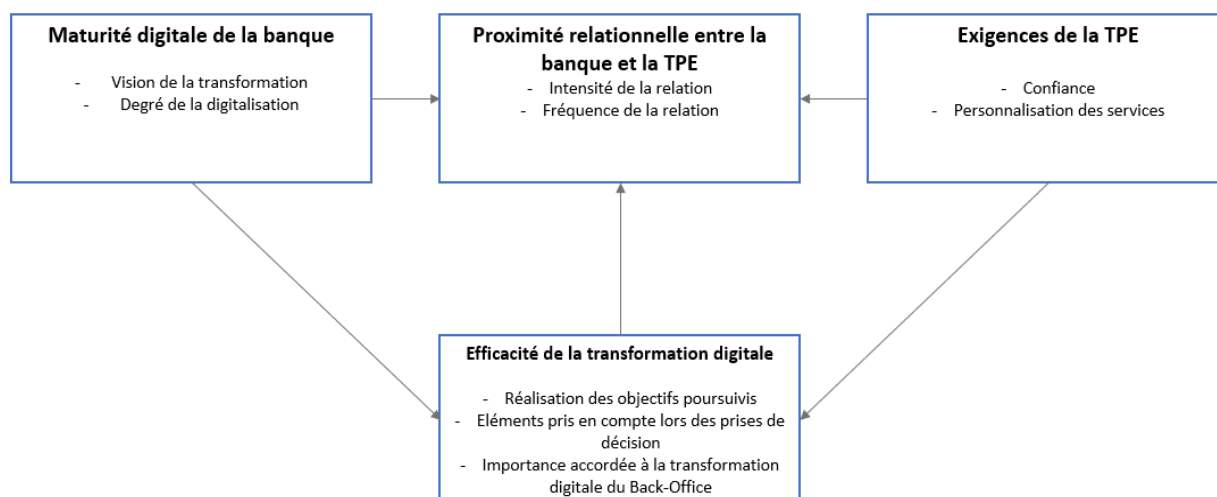 Maturité digitale de la banque
- Vision de la transformation
- Degré de la digitalisation
Proximité relationnelle entre la
banque et la TPE
- Intensité de la relation
- Fréquence de la relation
Exigences de la TPE
- Confiance
- Personnalisation des services
Efficacité de la transformation digitale
- Réalisation des objectifs poursuivis
- Eléments pris en compte lors des prises de
décision
- Importance accordée à la transformation
digitale du Back-Office